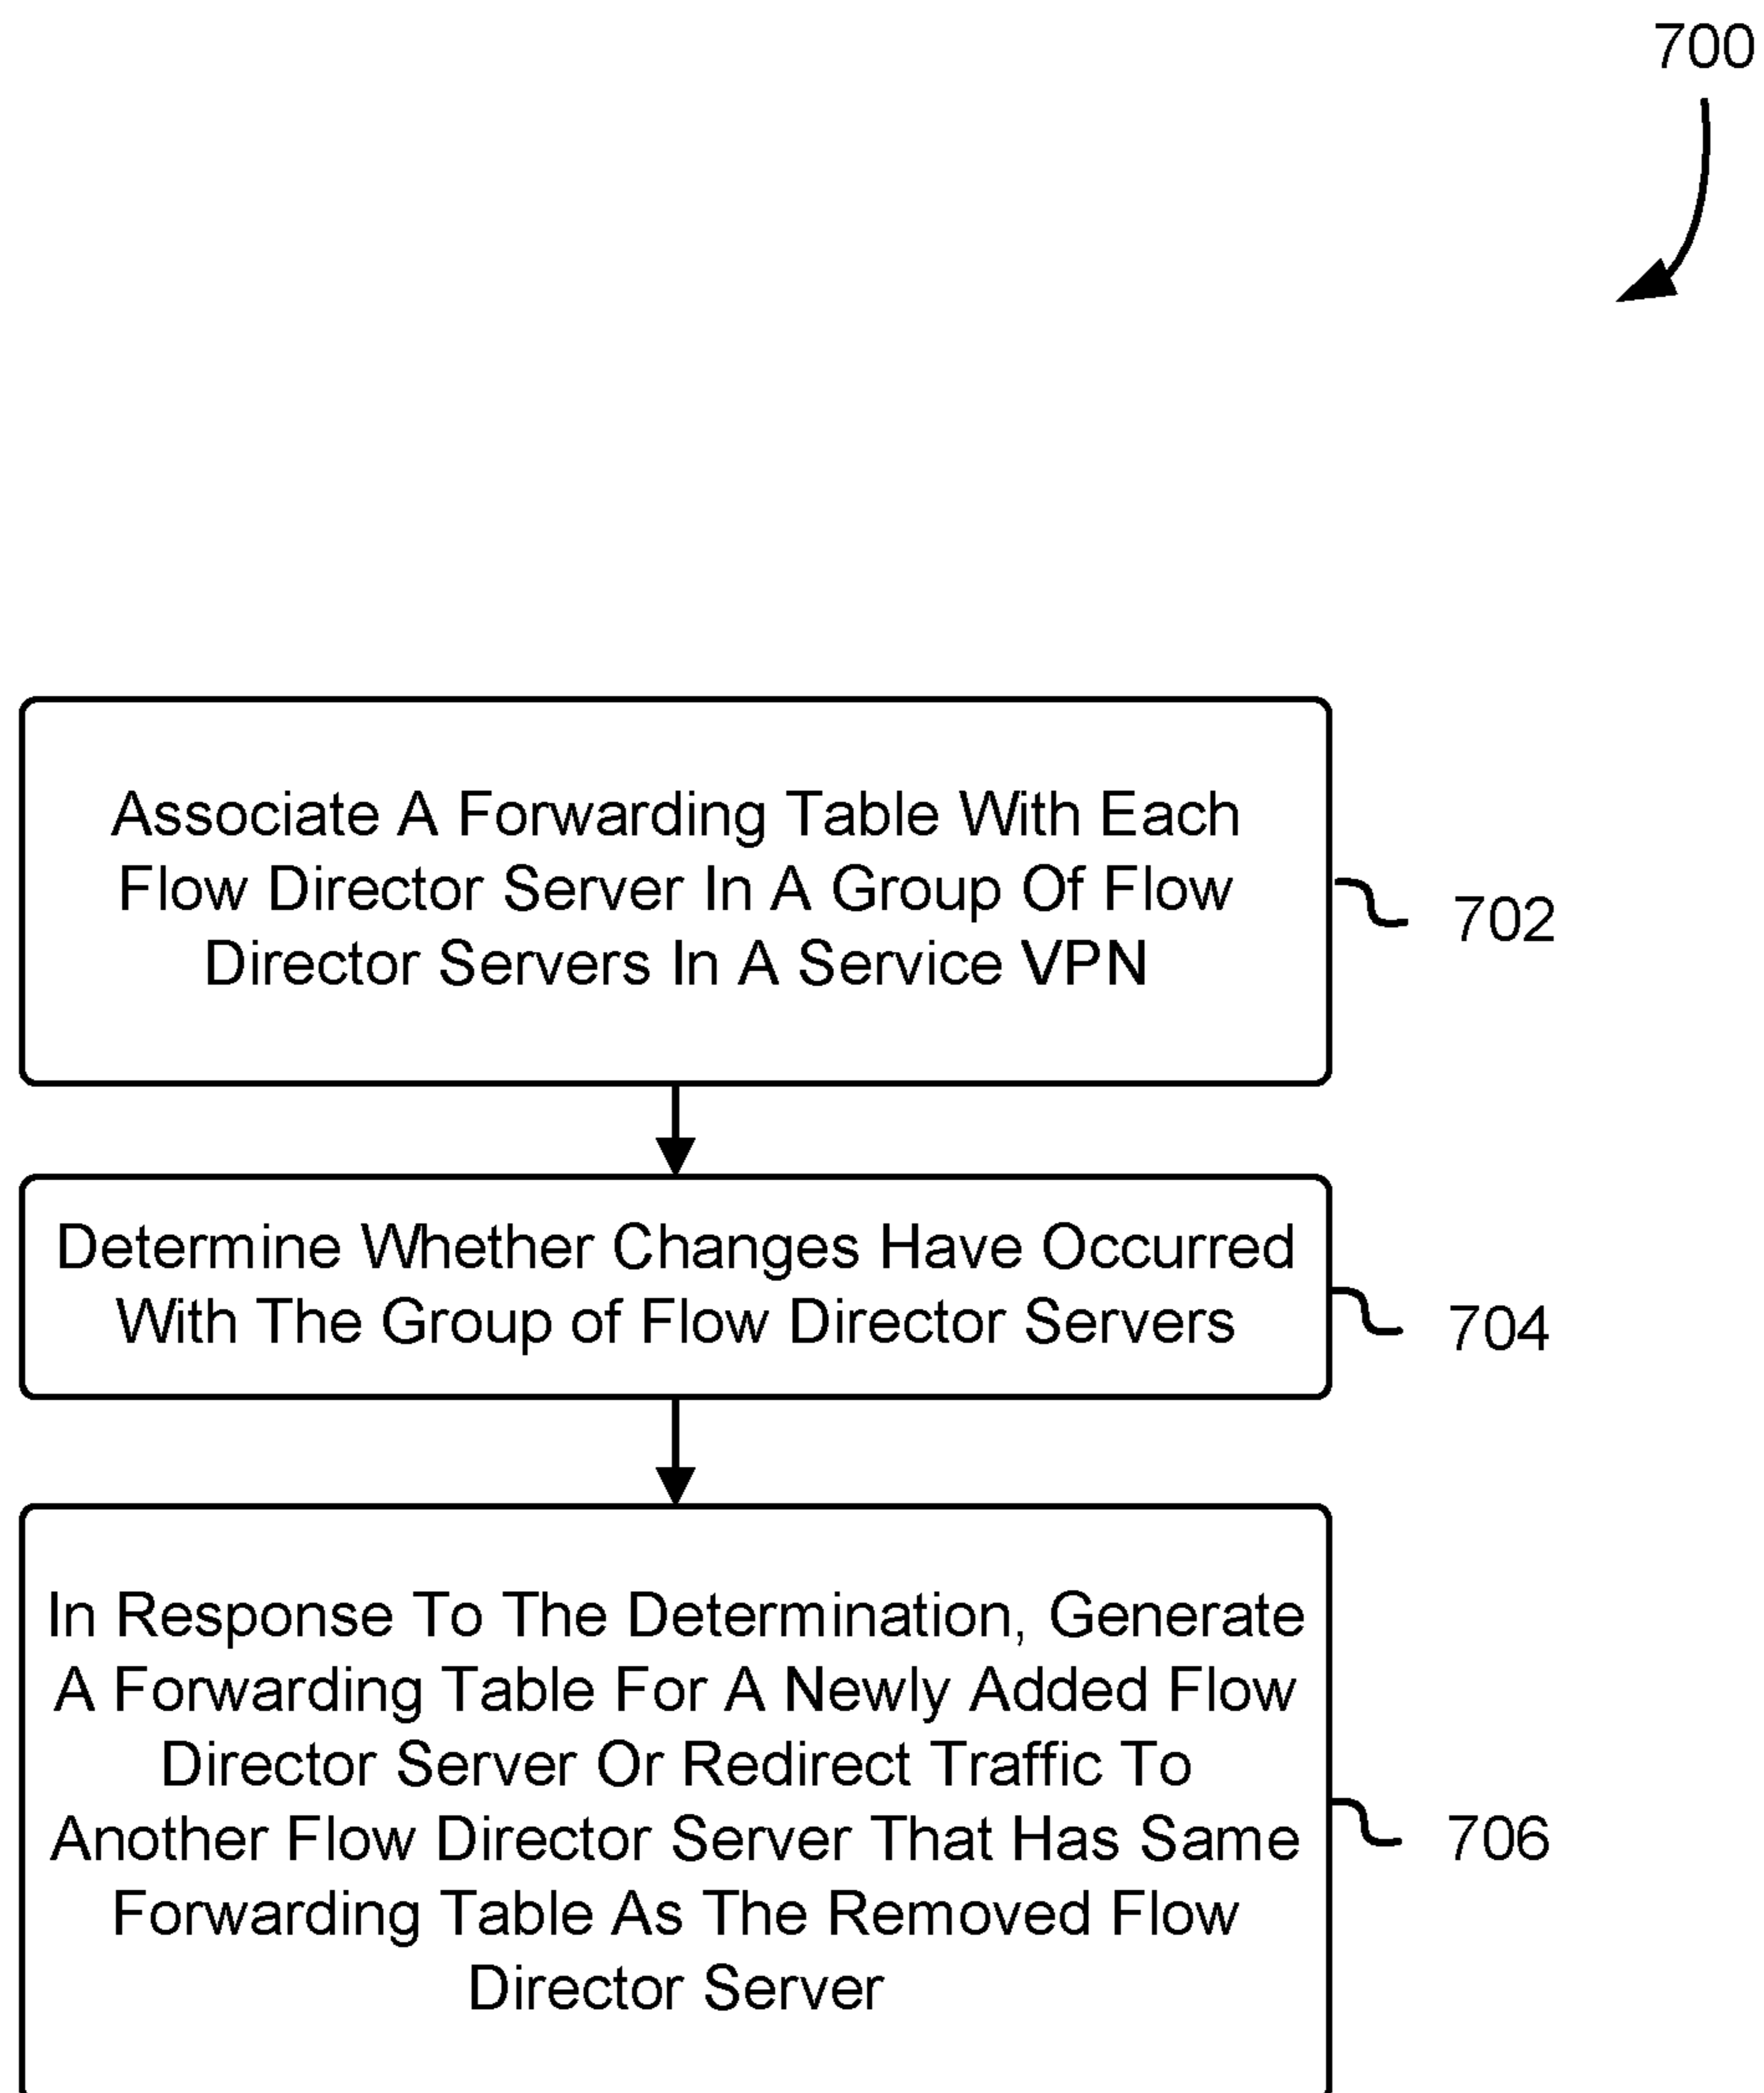 700
Associate A Forwarding Table With Each
Flow Director Server In A Group Of Flow
Director Servers In A Service VPN
702
Determine Whether Changes Have Occurred
With The Group of Flow Director Servers
704
In Response To The Determination, Generate
A Forwarding Table For A Newly Added Flow
Director Server Or Redirect Traffic To
Another Flow Director Server That Has Same
Forwarding Table As The Removed Flow
Director Server
706